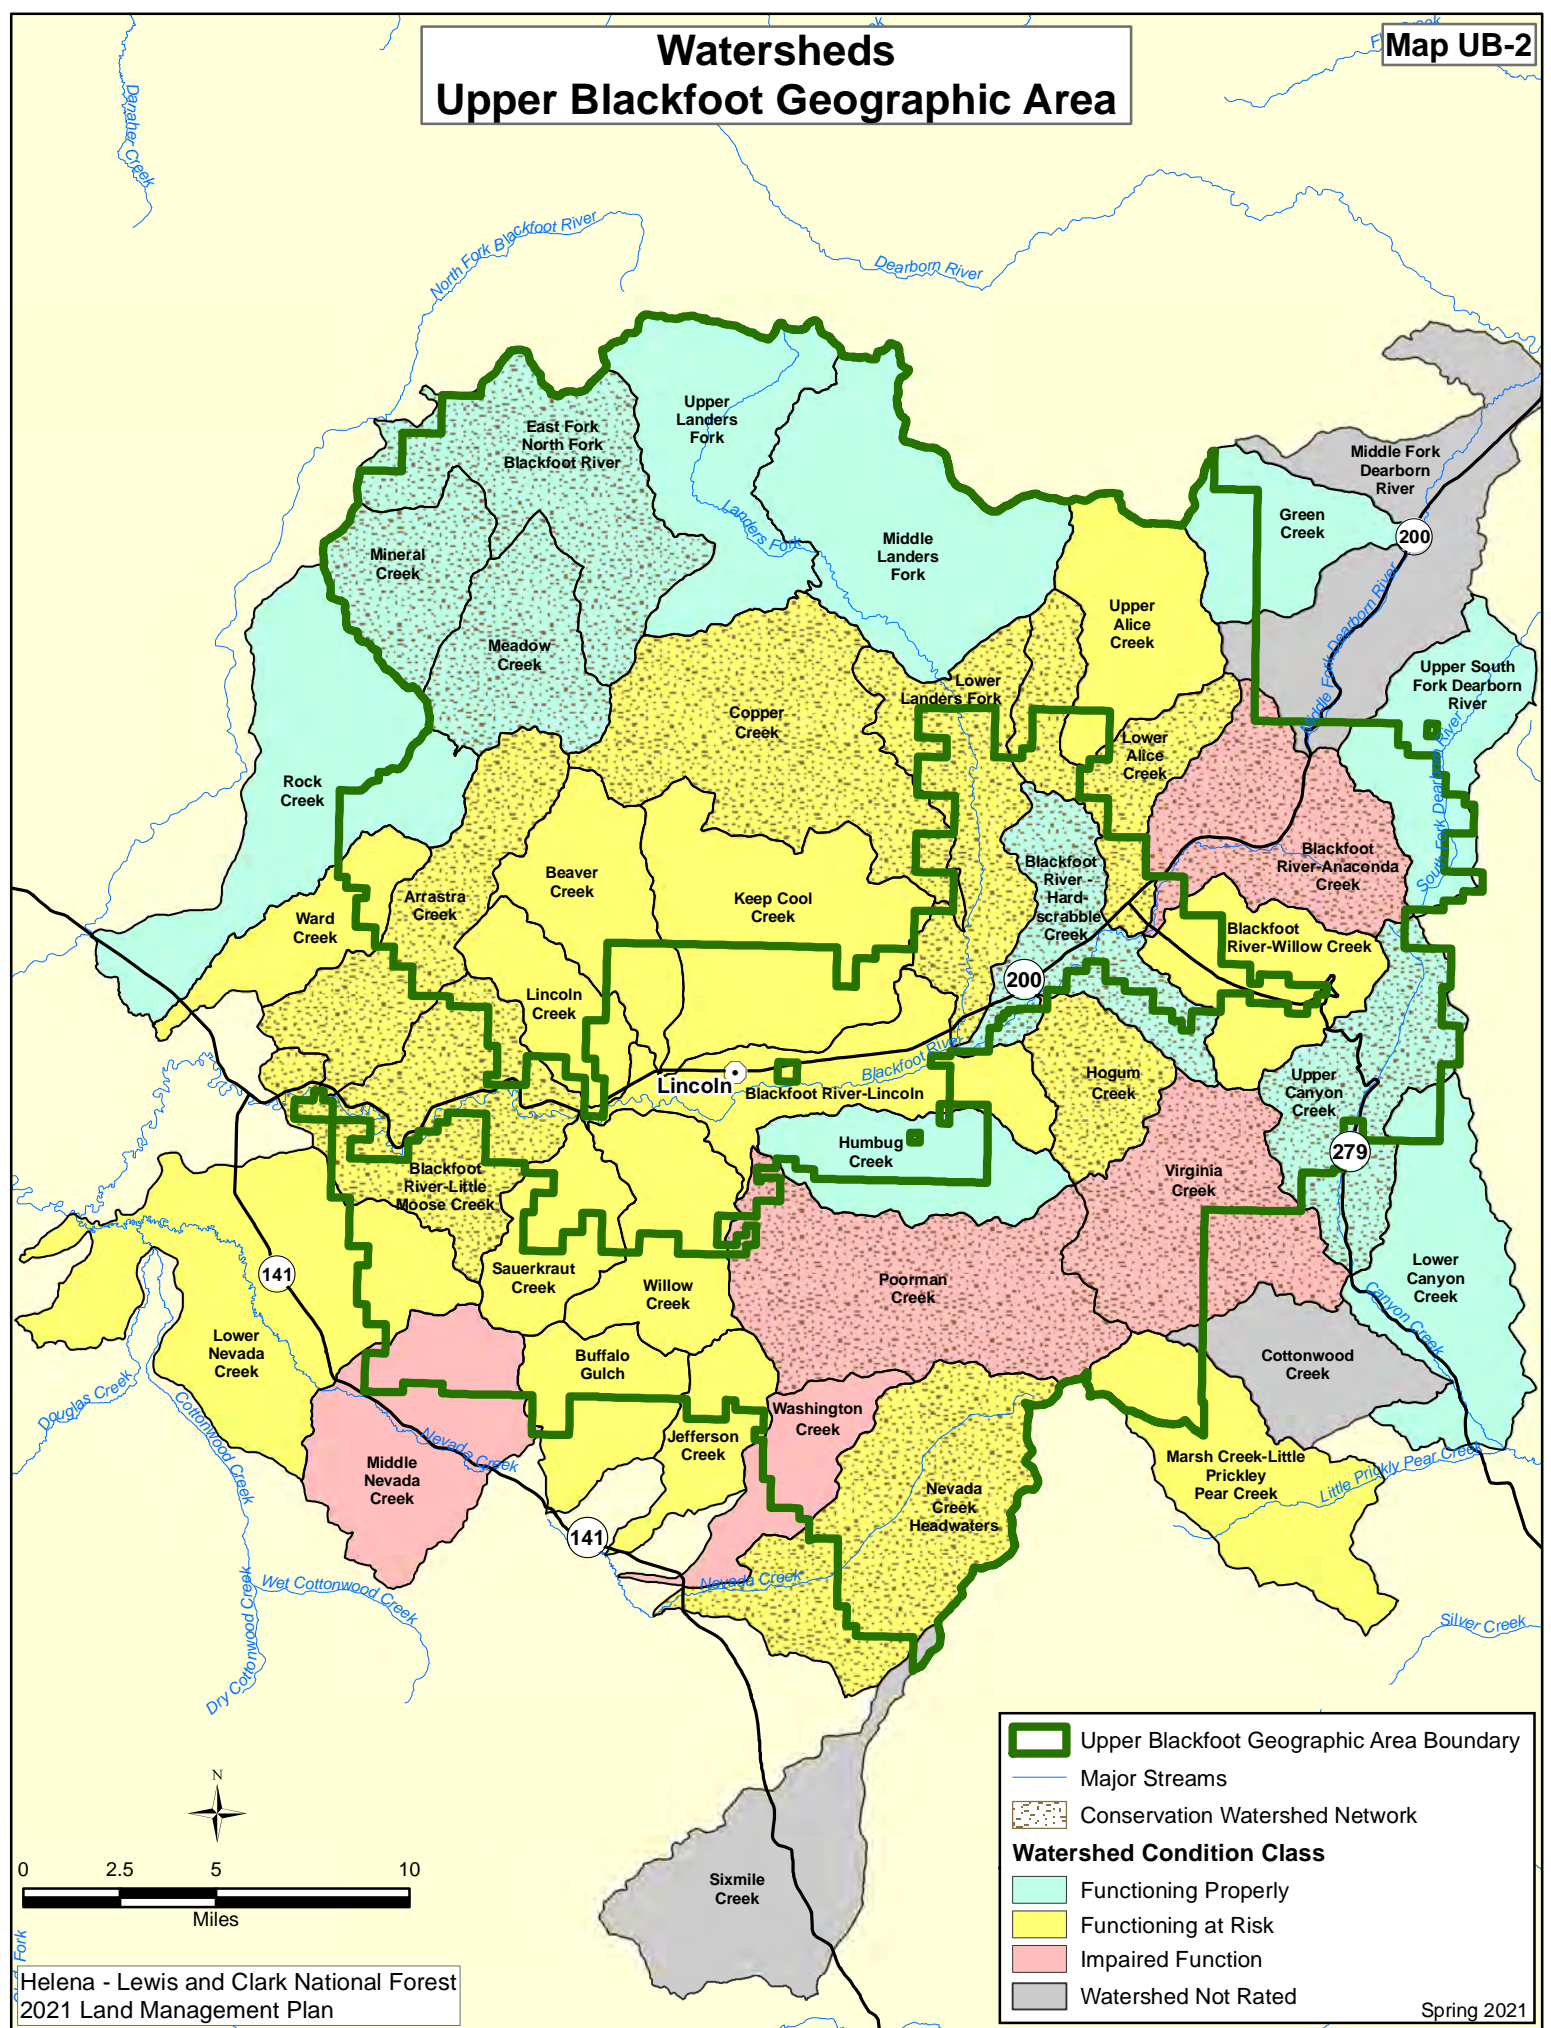 Watersheds
Upper Blackfoot Geographic Area
Map UB-2
Danaher Creek
North Fork Blackfoot River
Dearborn River
Upper
Landers
Fork
East Fork
North Fork
Blackfoot River
Middle Fork
Dearborn
River
Green
Creek
200
Landers Fork
Middle
Landers
Fork
Mineral
Creek
Meadow
Creek
Upper
Alice
Creek
Middle Fork Dearborn River
Upper South
Fork Dearborn
River
Lower
Landers Fork
Copper
Creek
Lower
Alice
Creek
South Fork Dearborn River
Rock
Creek
Blackfoot
River-Anaconda
Creek
Blackfoot
River -
Hard-
scrabble
Creek
Beaver
Creek
Keep Cool
Creek
Arrastra
Creek
Ward
Creek
Blackfoot
River-Willow Creek
200
Lincoln
Creek
Blackfoot River
Lincoln
Blackfoot River-Lincoln
Hogum
Creek
Upper
Canyon
Creek
Humbug
Creek
279
Blackfoot
River-Little
Moose Creek
Virginia
Creek
141
Sauerkraut
Creek
Willow
Creek
Poorman
Creek
Lower
Canyon
Creek
Canyon Creek
Lower
Nevada
Creek
Buffalo
Gulch
Cottonwood
Creek
Douglas Creek
Cottonwood Creek
Washington
Creek
Jefferson
Creek
Nevada Creek
Middle
Nevada
Creek
Marsh Creek-Little
Prickley
Pear Creek
Little Prickly Pear Creek
Nevada
Creek
Headwaters
141
Nevada Creek
Wet Cottonwood Creek
Dry Cottonwood Creek
Silver Creek
Sixmile
Creek
N
0 2.5 5 10
Miles
Fork
Helena - Lewis and Clark National Forest
2021 Land Management Plan
Upper Blackfoot Geographic Area Boundary
Major Streams
Conservation Watershed Network
Watershed Condition Class
Functioning Properly
Functioning at Risk
Impaired Function
Watershed Not Rated
Spring 2021